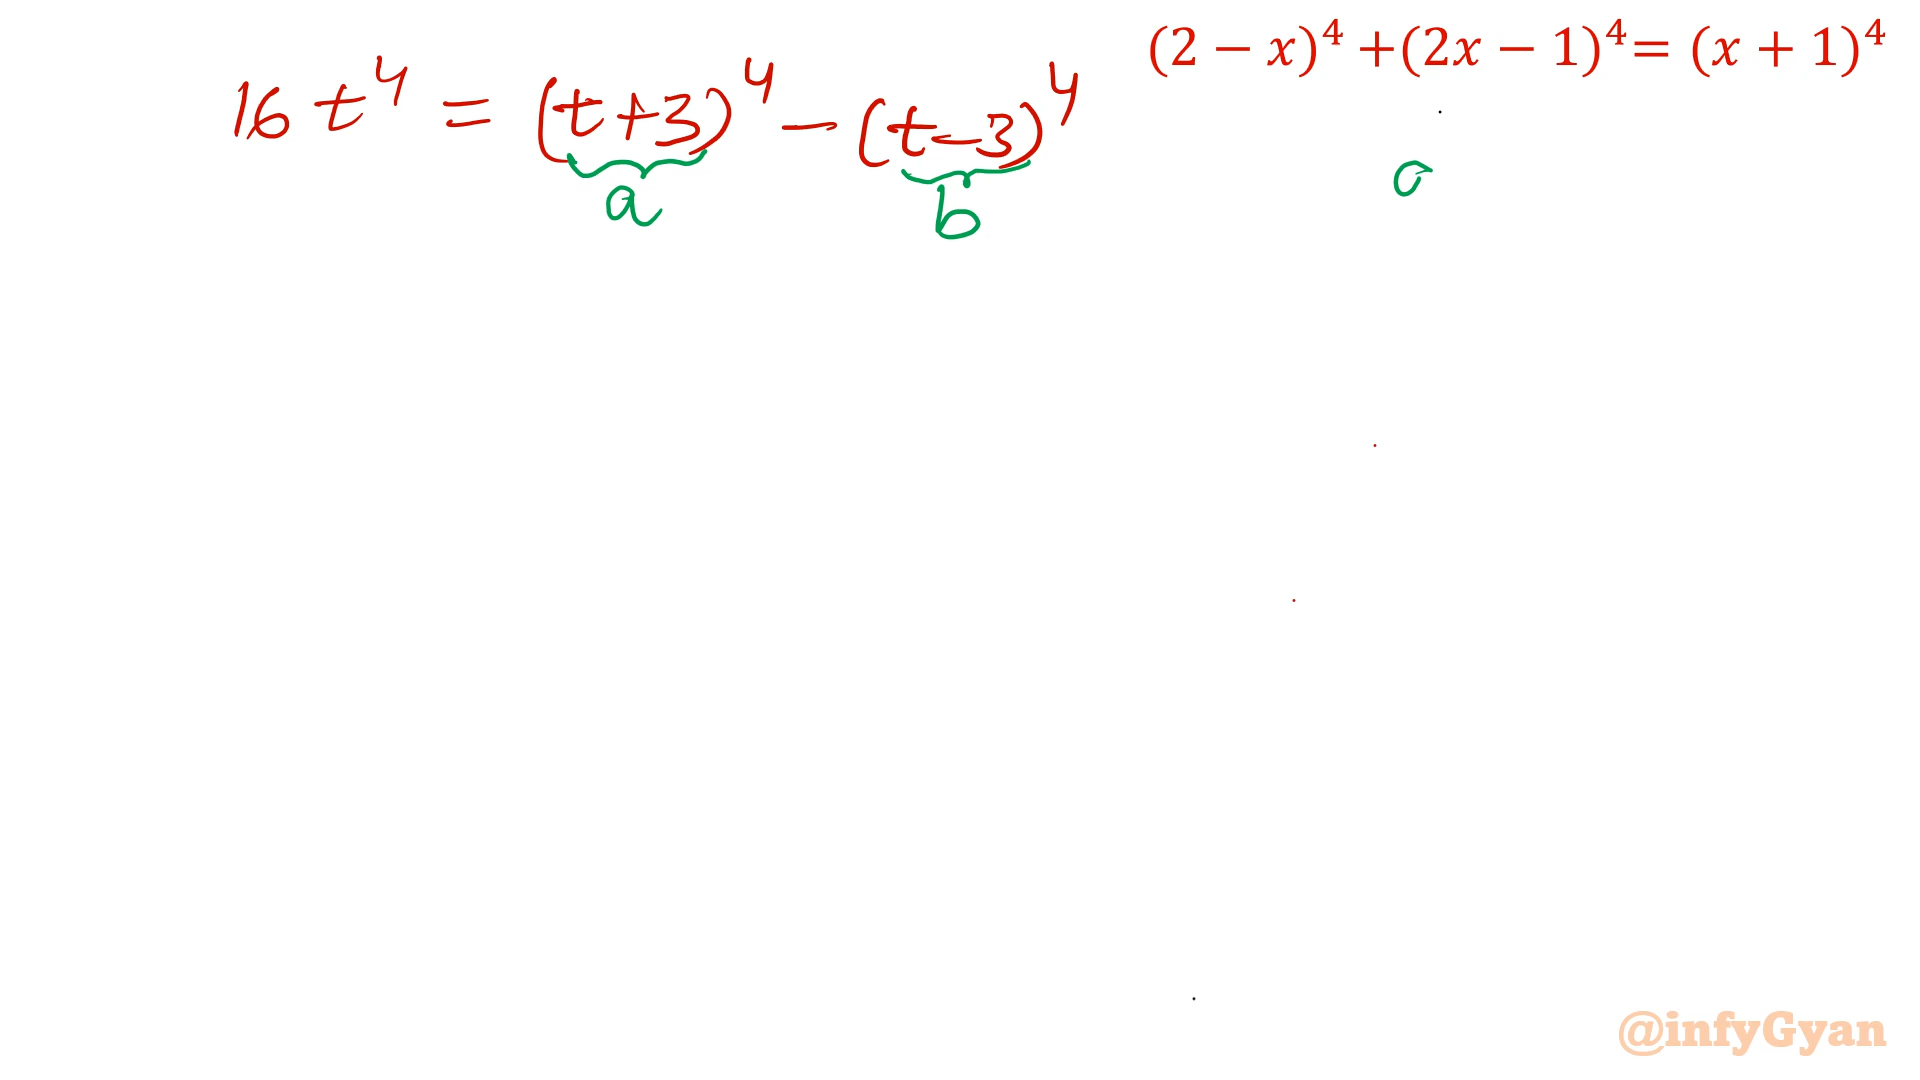 (2 − x)⁴ +(2x − 1)⁴= (x + 1)⁴
16 t⁴ = (t+3)⁴ − (t−3)⁴
a b
@infyGyan